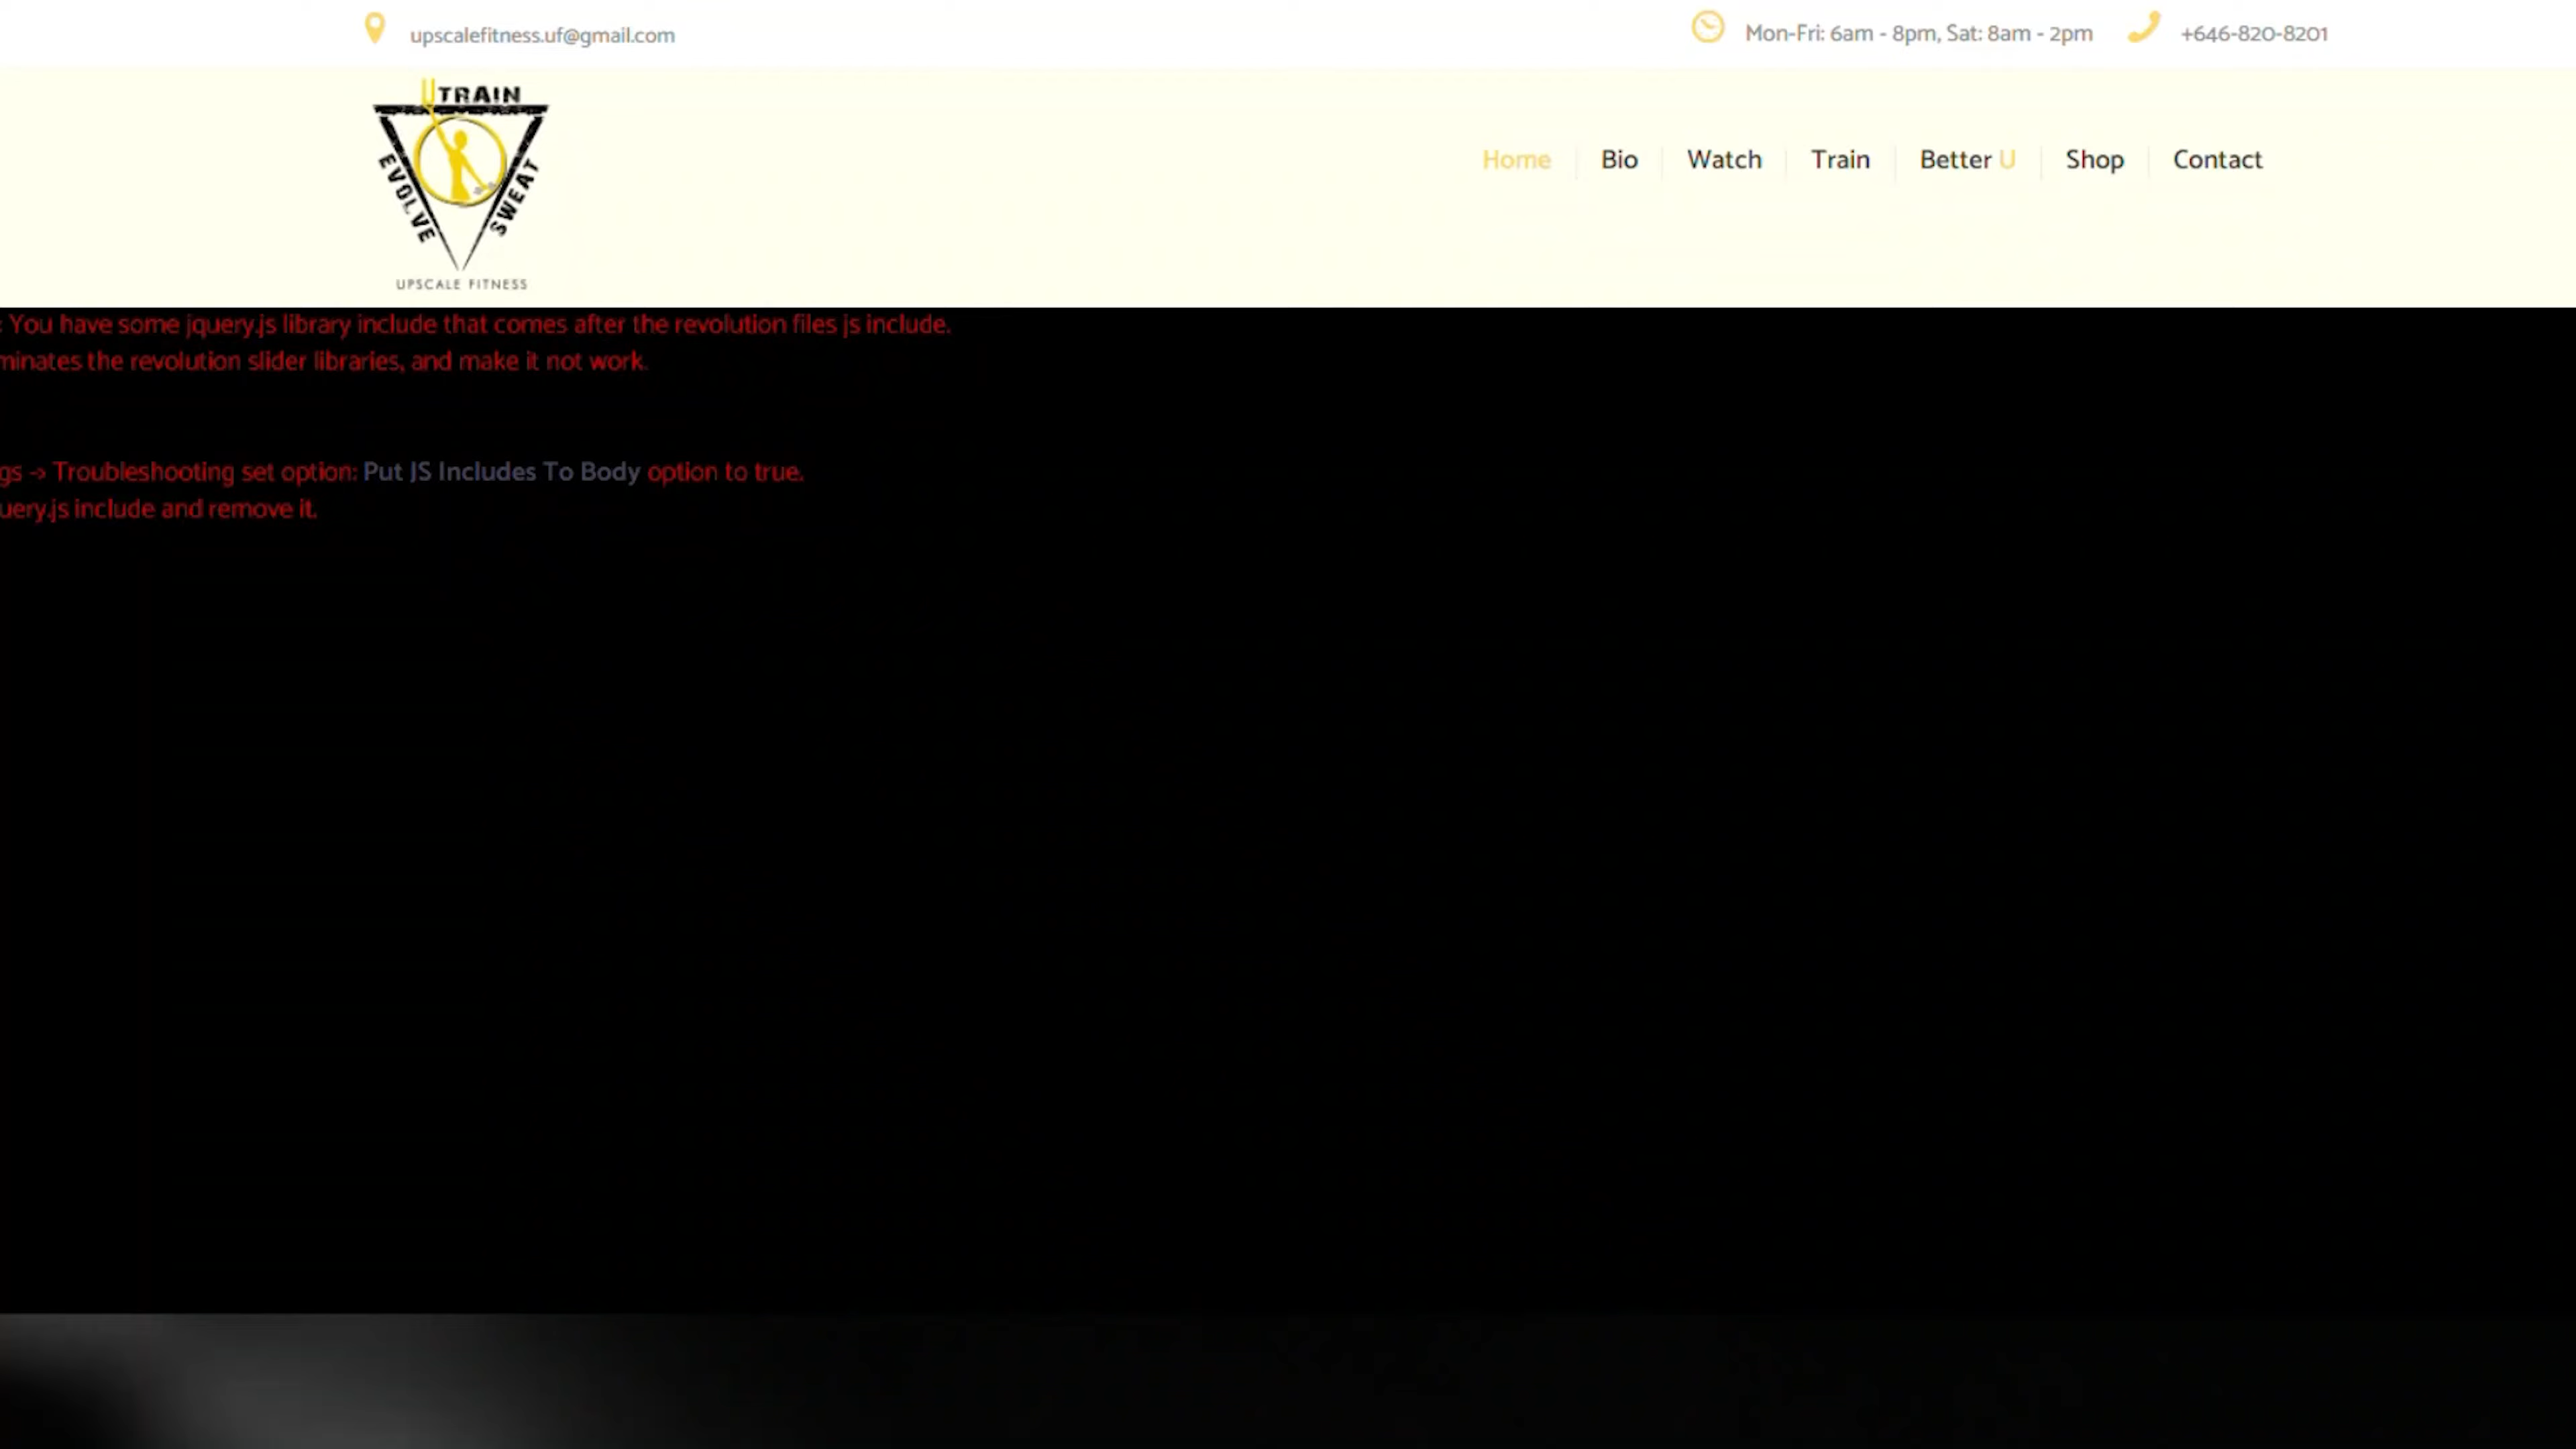 upscalefitness.uf@gmail.com
Mon-Fri: 6am - 8pm, Sat: 8am - 2pm
+646-820-8201
UTRAIN
EVOLVE
SWEAT
UPSCALE FITNESS
Home
Bio
Watch
Train
Better U
Shop
Contact
: You have some jquery.js library include that comes after the revolution files js include.
minates the revolution slider libraries, and make it not work.
gs -> Troubleshooting set option: Put JS Includes To Body option to true.
uery.js include and remove it.